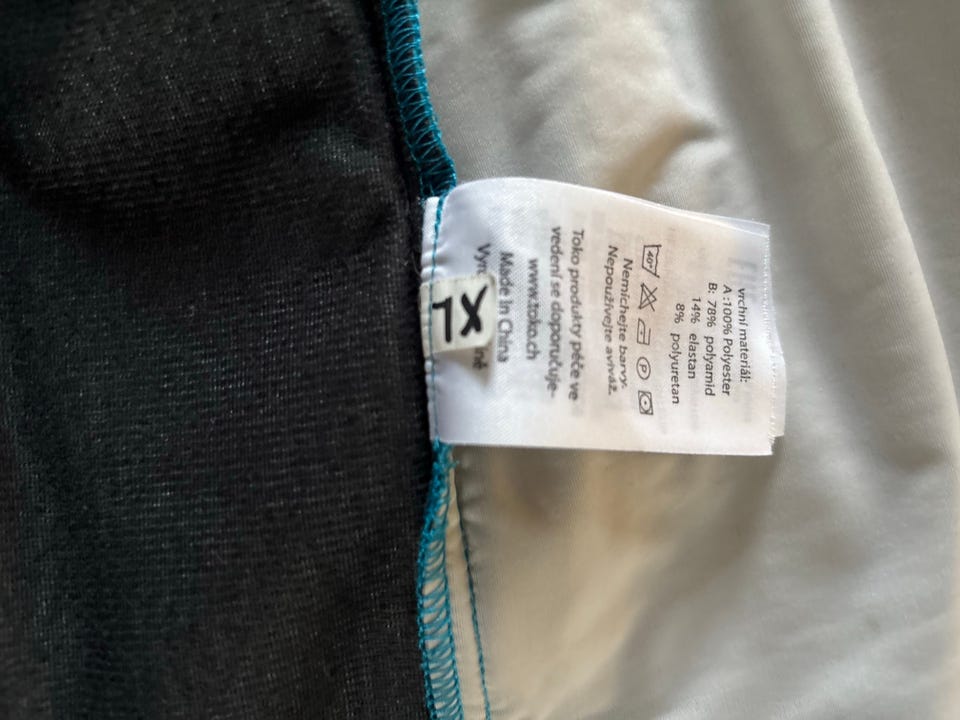 vrchní materiál:
A :100% Polyester
B: 78% polyamid
14% elastan
8% polyuretan
40°
P
Nemíchejte barvy.
Nepoužívejte aviváž.
Toko produkty péče ve
vedení se doporučuje-
www.toko.ch
Made In China
XL